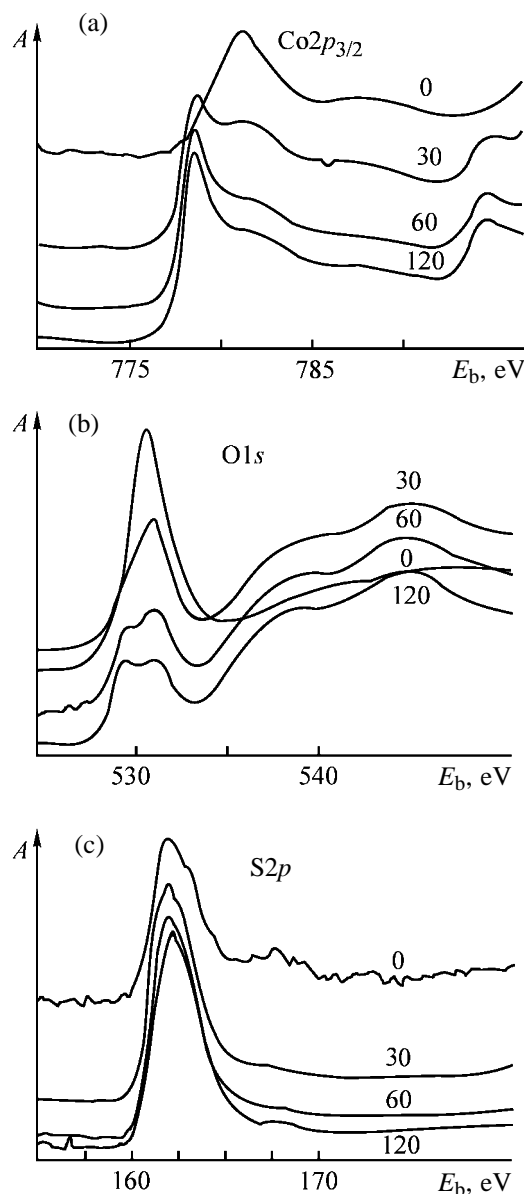 (a)
A
Co2p3/2
0
30
60
120
775 785 Eb, eV
(b)
A
O1s
30
60
0
120
530 540 Eb, eV
(c)
A
S2p
0
30
60
120
160 170 Eb, eV